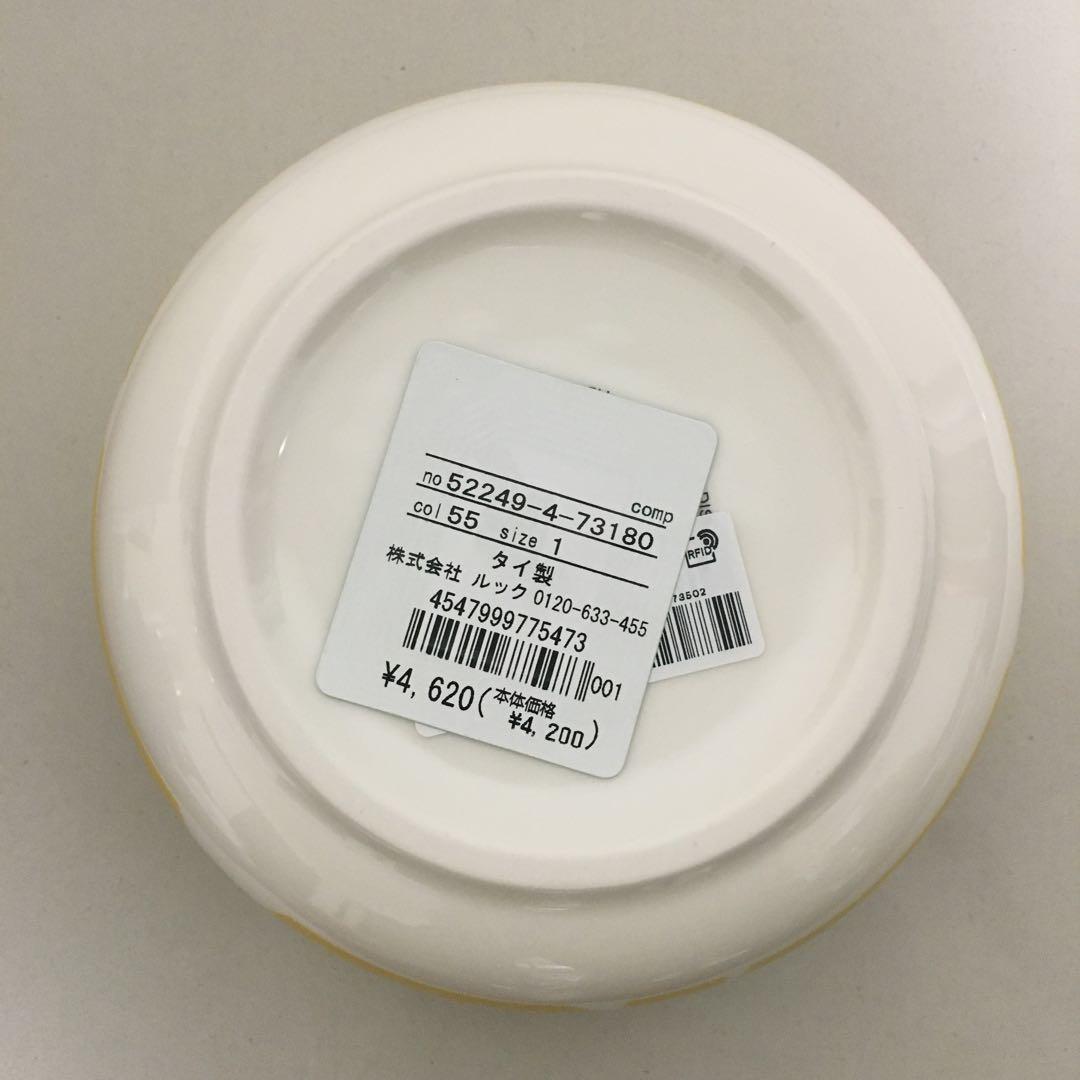 comp
no 52249-4-73180
col 55 size 1
タイ製
株式会社 ルック 0120-633-455
4547999775473
001
¥4,620(本体価格
¥4,200)
RFID
73502